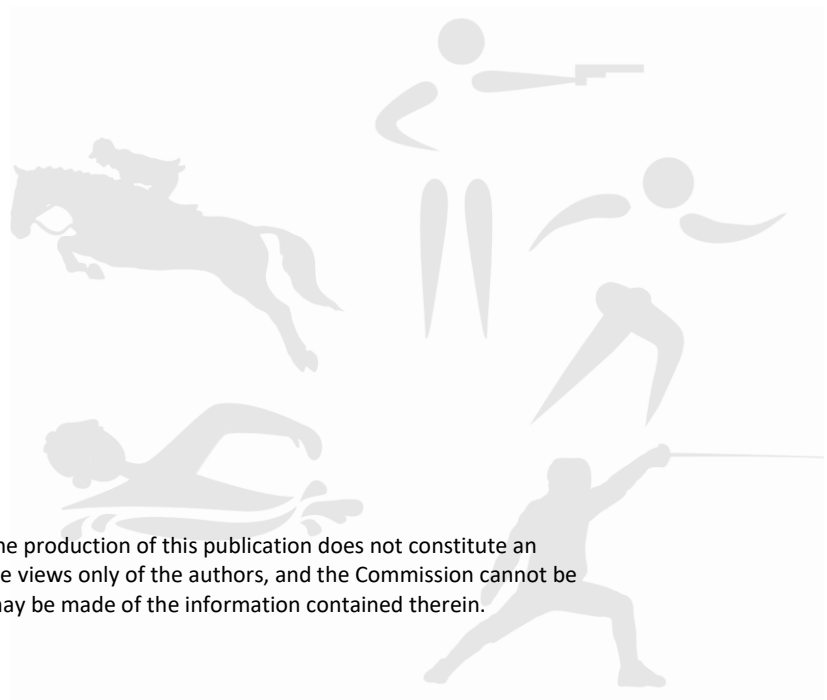 he production of this publication does not constitute an
e views only of the authors, and the Commission cannot be
may be made of the information contained therein.